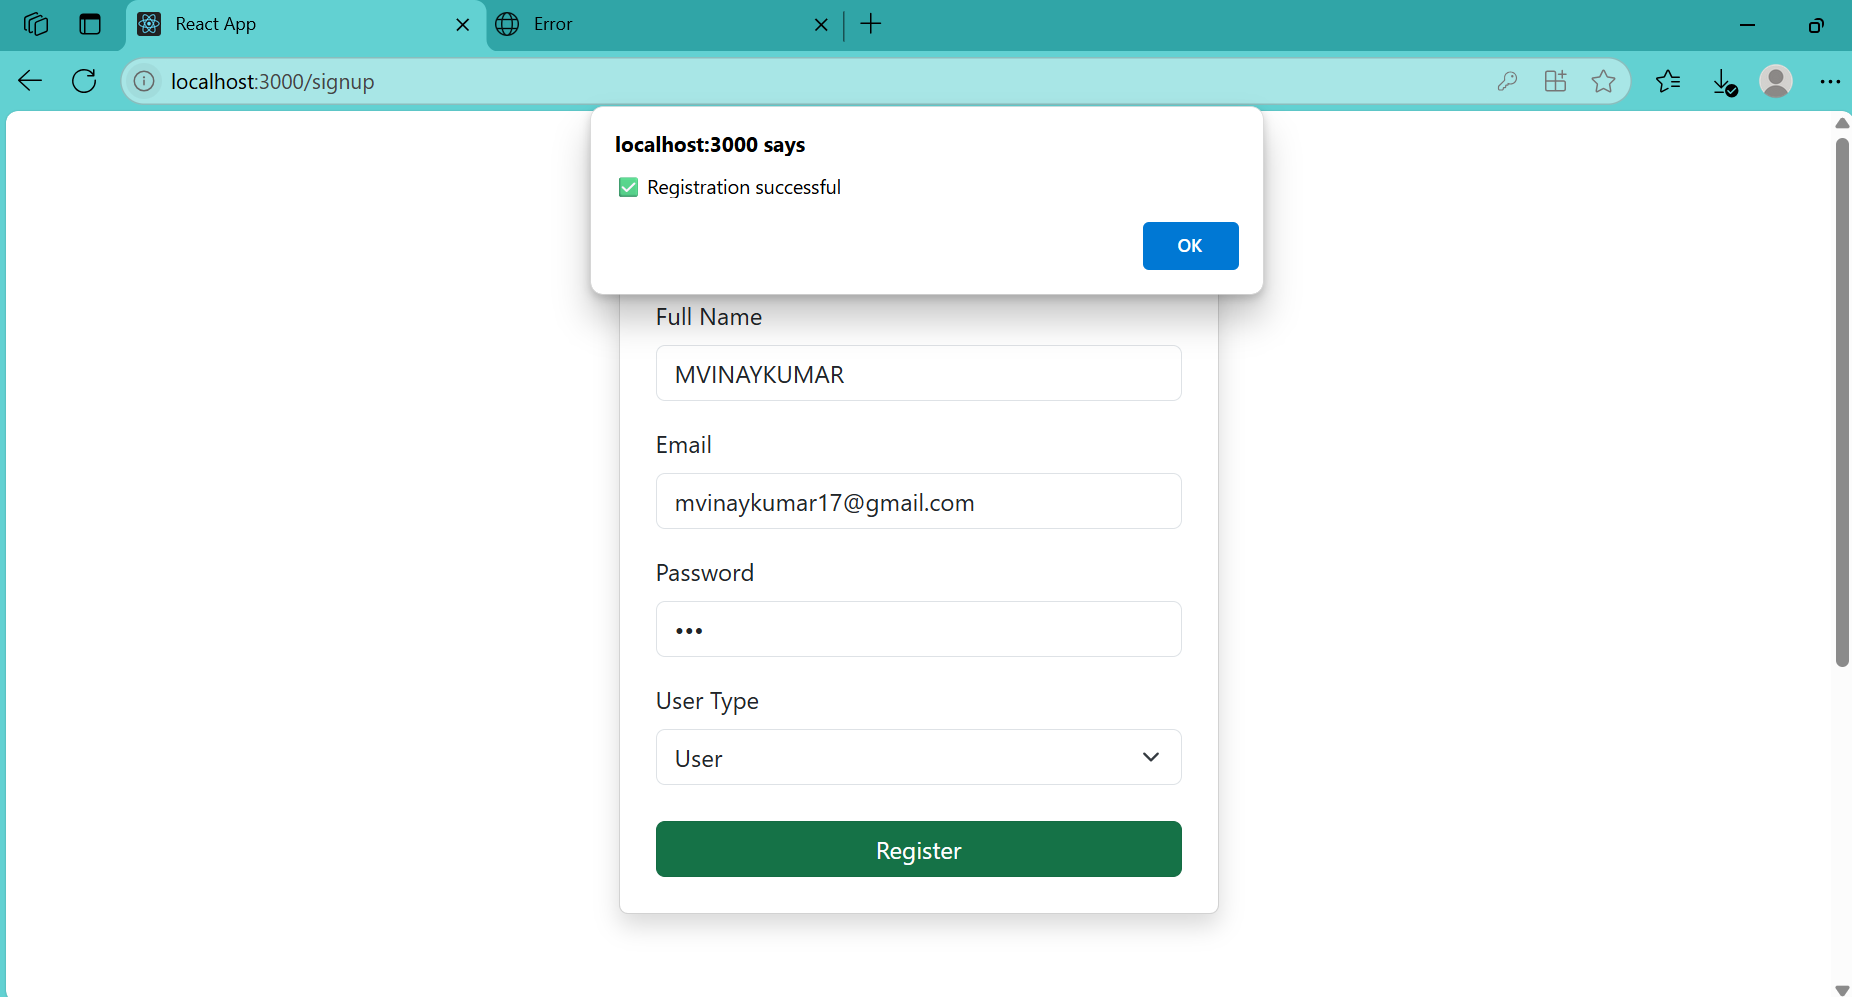 React App
Error
localhost:3000/signup
localhost:3000 says
✅ Registration successful
OK
Full Name
MVINAYKUMAR
Email
mvinaykumar17@gmail.com
Password
•••
User Type
User
Register